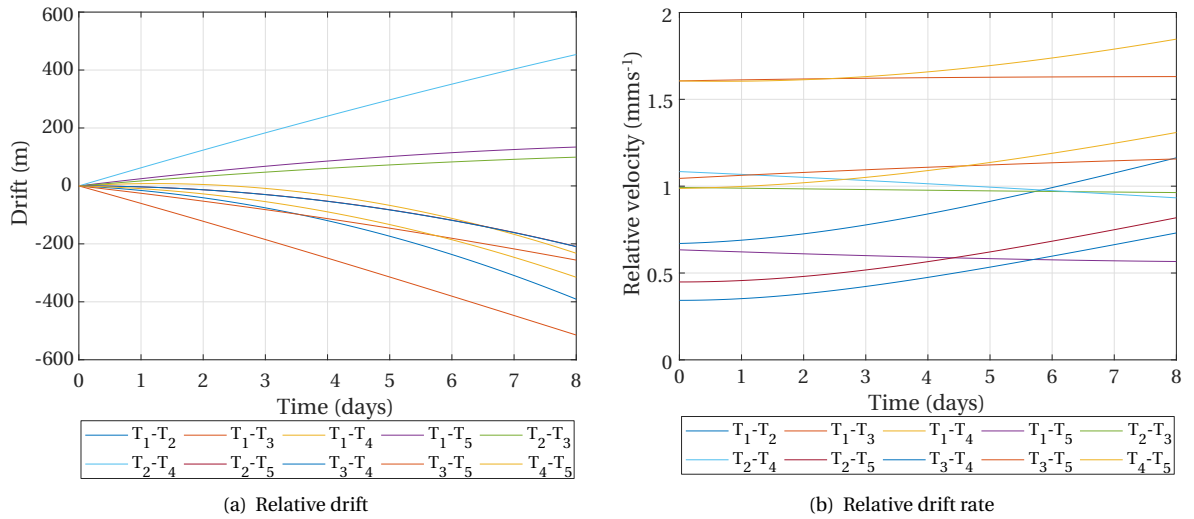 600
400
200
0
-200
-400
-600
Drift (m)
0 1 2 3 4 5 6 7 8
Time (days)
T1-T2 T1-T3 T1-T4 T1-T5 T2-T3
T2-T4 T2-T5 T3-T4 T3-T5 T4-T5
(a) Relative drift
2
1.5
1
0.5
0
Relative velocity (mms-1)
0 1 2 3 4 5 6 7 8
Time (days)
T1-T2 T1-T3 T1-T4 T1-T5 T2-T3
T2-T4 T2-T5 T3-T4 T3-T5 T4-T5
(b) Relative drift rate